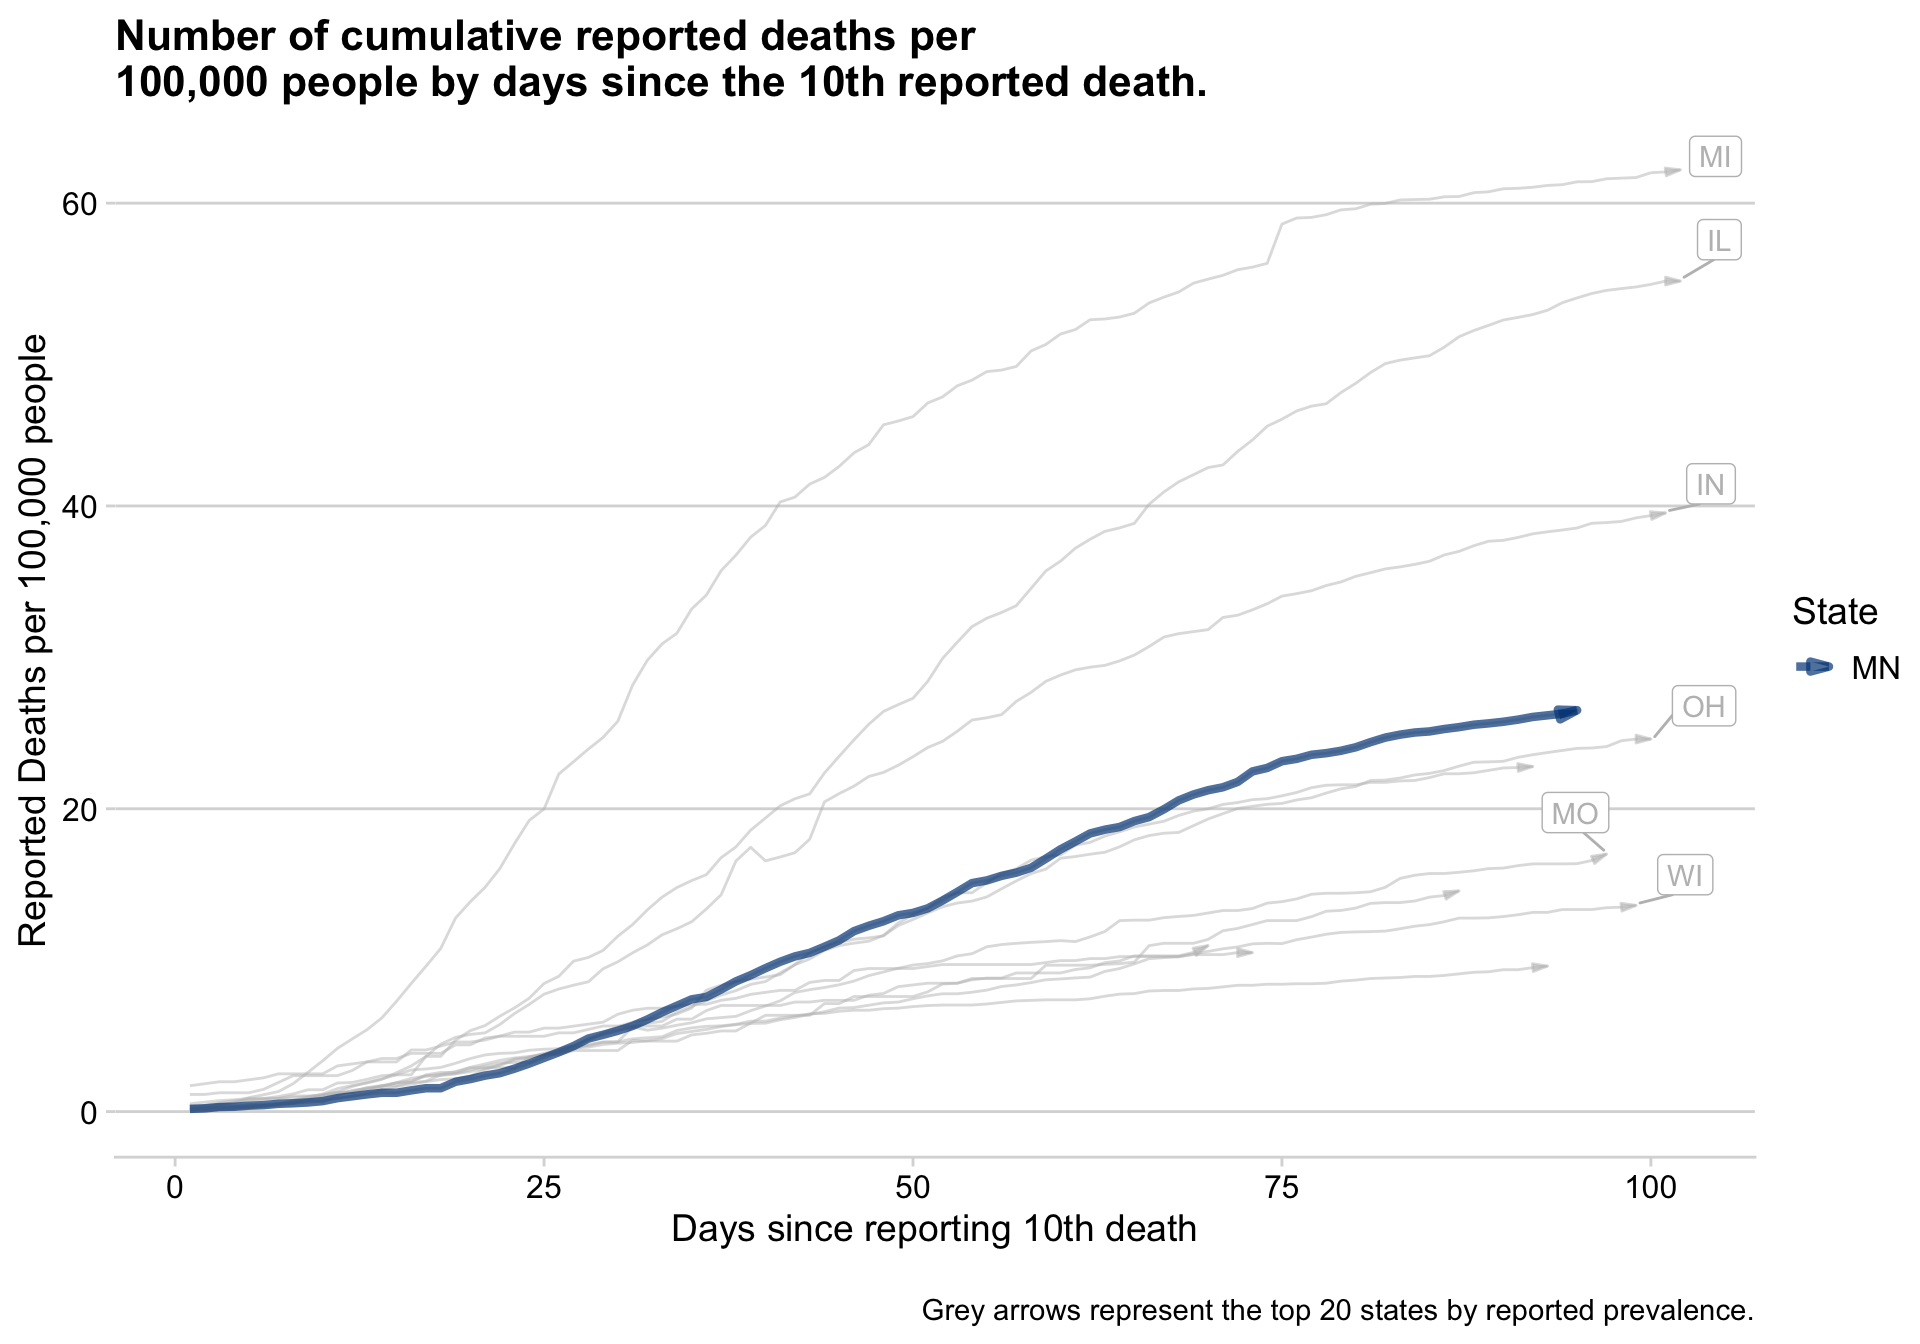 Number of cumulative reported deaths per
100,000 people by days since the 10th reported death.
Reported Deaths per 100,000 people
60
40
20
0
MI
IL
IN
OH
MO
WI
State
MN
0
25
50
75
100
Days since reporting 10th death
Grey arrows represent the top 20 states by reported prevalence.